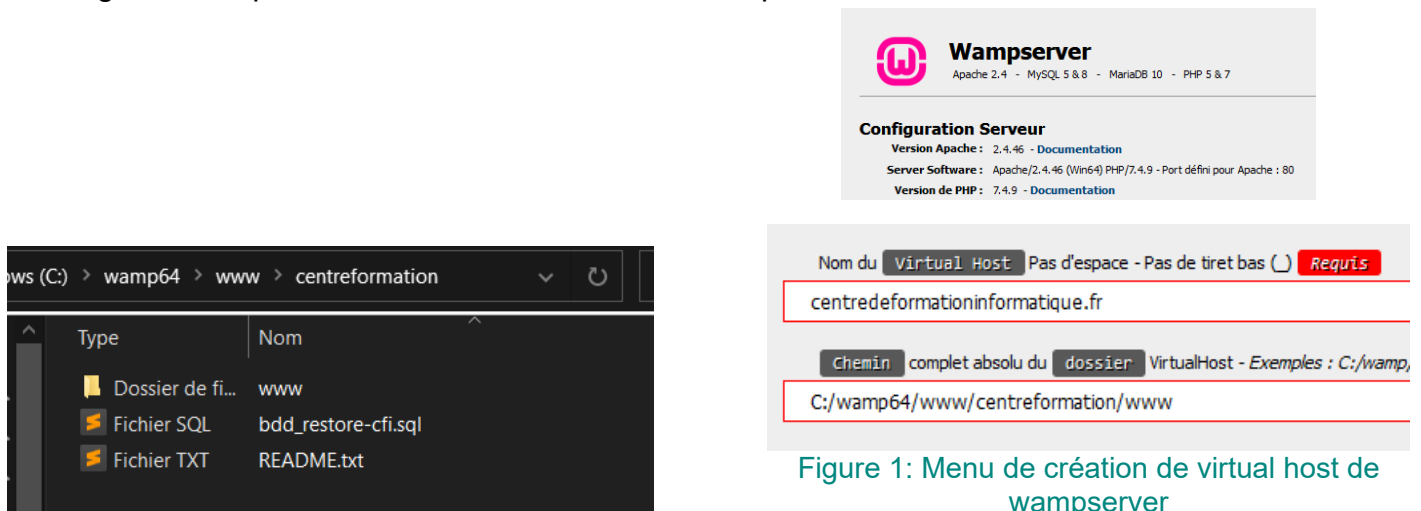 Wampserver
Apache 2.4 - MySQL 5 & 8 - MariaDB 10 - PHP 5 & 7
Configuration Serveur
Version Apache : 2.4.46 - Documentation
Server Software : Apache/2.4.46 (Win64) PHP/7.4.9 - Port défini pour Apache : 80
Version de PHP : 7.4.9 - Documentation
ows (C:) > wamp64 > www > centreformation
Type Nom
Dossier de fi... www
Fichier SQL bdd_restore-cfi.sql
Fichier TXT README.txt
Nom du Virtual Host Pas d'espace - Pas de tiret bas (_) Requis
centredeformationinformatique.fr
Chemin complet absolu du dossier VirtualHost - Exemples : C:/wamp/
C:/wamp64/www/centreformation/www
Figure 1: Menu de création de virtual host de
wampserver